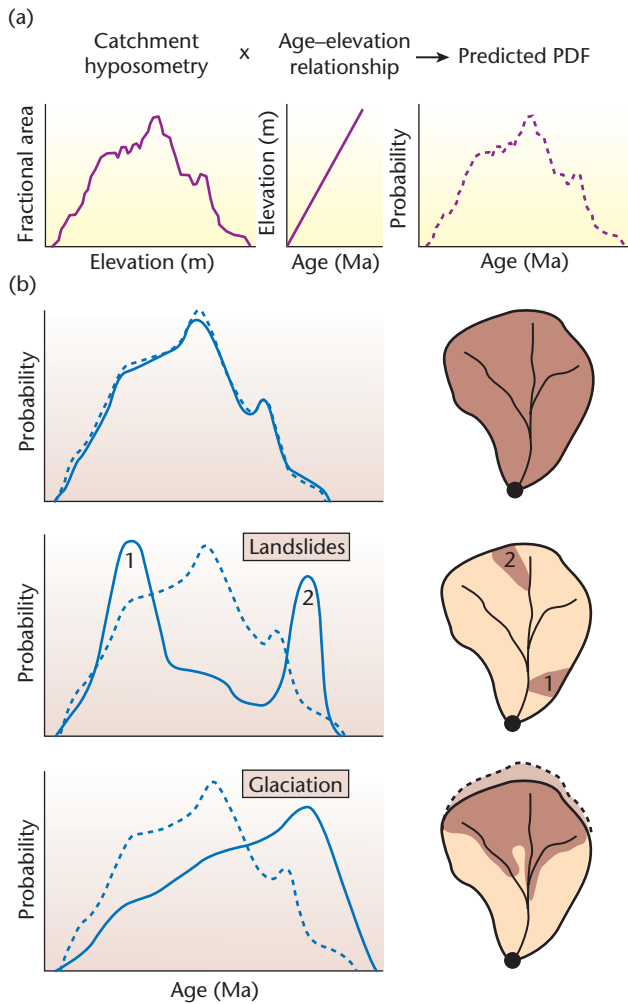 (a)
Catchment hyposometry x Age–elevation relationship → Predicted PDF
Fractional area
Elevation (m)
Elevation (m)
Age (Ma)
Probability
Age (Ma)
(b)
Probability
Probability
Landslides
1
2
2
1
Probability
Glaciation
Age (Ma)